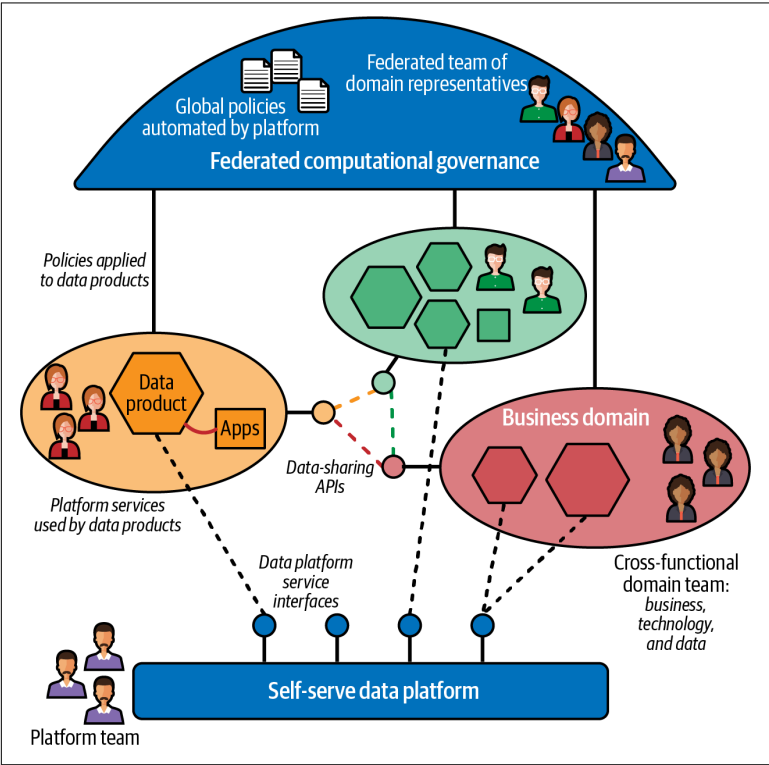 Federated team of
domain representatives
Global policies
automated by platform
Federated computational governance
Policies applied
to data products
Data
product
Apps
Business domain
Data-sharing
APIs
Platform services
used by data products
Data platform
service
interfaces
Cross-functional
domain team:
business,
technology,
and data
Self-serve data platform
Platform team